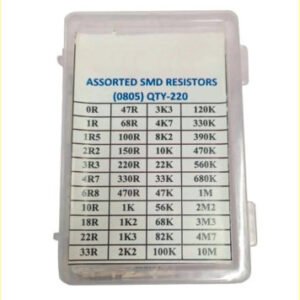 ASSORTED SMD RESISTORS
(0805) QTY-220
0R 47R 3K3 120K
1R 68R 4K7 330K
1R5 100R 8K2 390K
2R2 150R 10K 470K
3R3 220R 22K 560K
4R7 330R 33K 680K
6R8 470R 47K 1M
10R 1K 56K 2M2
18R 1K2 68K 3M3
22R 1K3 82K 4M7
33R 2K2 100K 10M